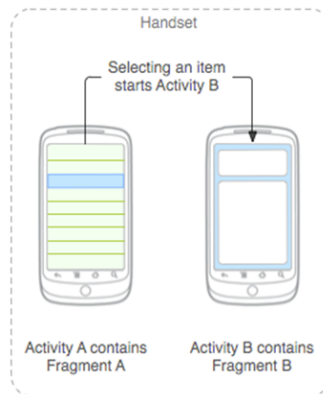 Handset
Selecting an item
starts Activity B
Activity A contains
Fragment A
Activity B contains
Fragment B